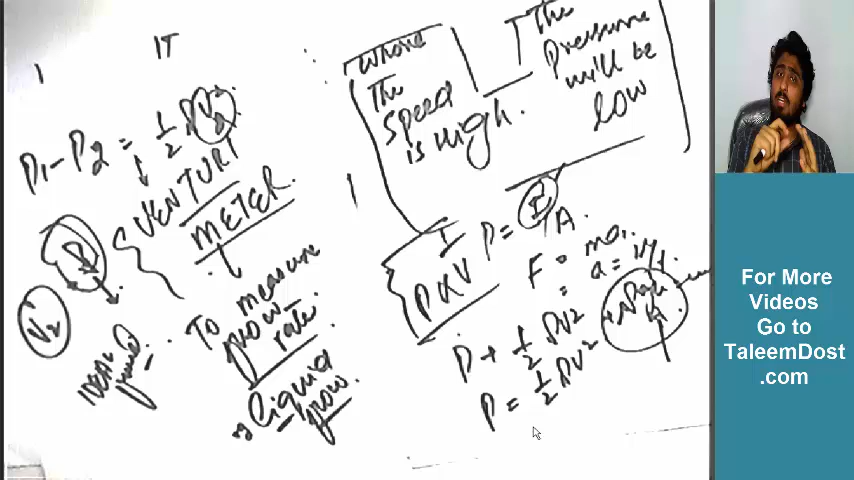 I
IT
P1 - P2 = 1/2 ρV2²
VENTURI
METER.
V2
IDEAL
To measure
flow
rate.
liquid
flow.
Where
The
Speed
is High.
The
Pressure
will be
low
P = F/A.
P∝V
F = ma.
P + 1/2 ρV²
P = 1/2 ρV²
For More
Videos
Go to
TaleemDost
.com